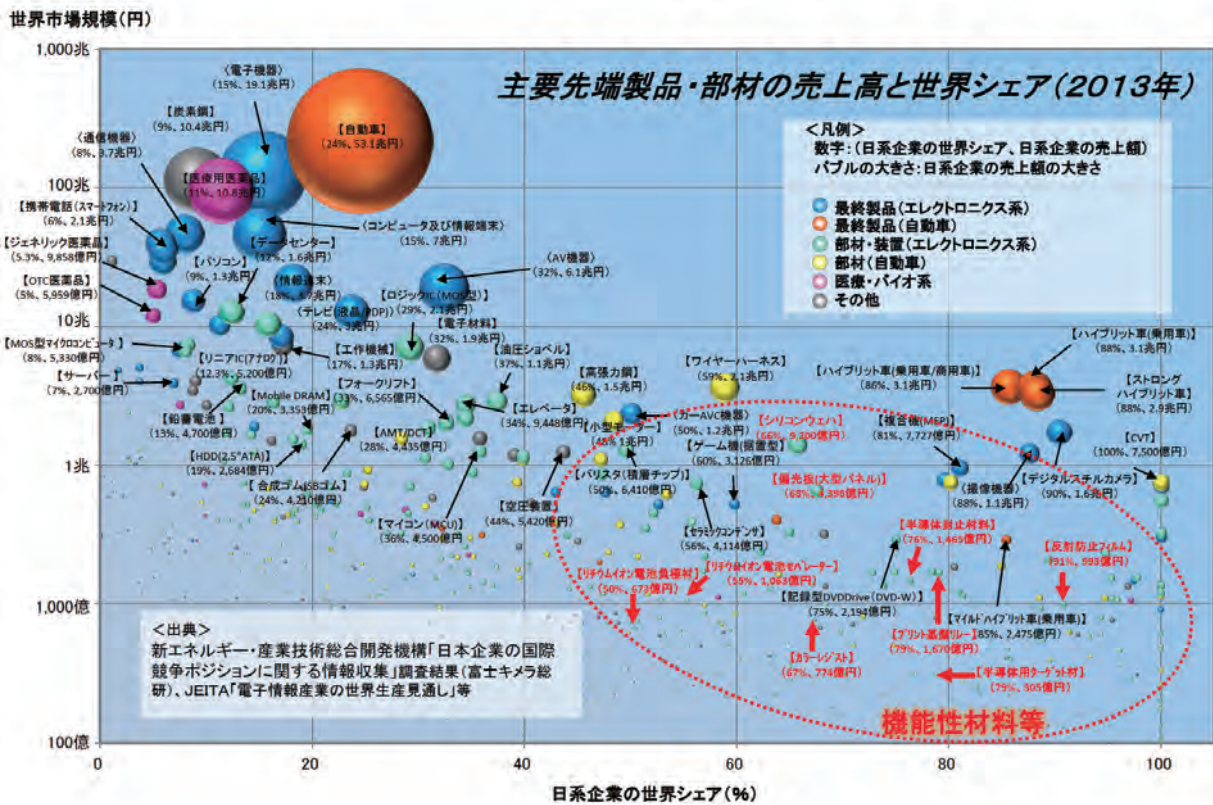 世界市場規模(円)
1,000兆
100兆
10兆
1兆
1,000億
100億
主要先端製品・部材の売上高と世界シェア(2013年)
<凡例>
数字:(日系企業の世界シェア、日系企業の売上額)
バブルの大きさ:日系企業の売上額の大きさ
最終製品(エレクトロニクス系)
最終製品(自動車)
部材・装置(エレクトロニクス系)
部材(自動車)
医療・バイオ系
その他
〈電子機器〉
(15%、19.1兆円)
【炭素鋼】
(9%、10.4兆円)
〈通信機器〉
(8%、3.7兆円)
【自動車】
(24%、53.1兆円)
【医療用医薬品】
(11%、10.8兆円)
【携帯電話(スマートフォン)】
(6%、2.1兆円)
〈コンピュータ及び情報端末〉
(15%、7兆円)
【ジェネリック医薬品】
(5.3%、9,858億円)
【データセンター】
(12%、1.6兆円)
【パソコン】
(9%、1.3兆円)
〈AV機器〉
(32%、6.1兆円)
【OTC医薬品】
(5%、5,959億円)
〈情報端末〉
【ロジックIC(MOS型)】
(29%、2.1兆円)
テレビ(液晶/PDP)】
【電子材料】
(32%、1.9兆円)
【MOS型マイクロコンピュータ】
(8%、5,330億円)
【リニアIC(アナログ)】
(12.3%、5,200億円)
【工作機械】
(17%、1.3兆円)
【油圧ショベル】
(37%、1.1兆円)
【ワイヤーハーネス】
(59%、2.1兆円)
【ハイブリット車(乗用車)】
(88%、3.1兆円)
【サーバー】
(7%、2,700億円)
【フォークリフト】
(33%、6,565億円)
【高張力鋼】
(46%、1.5兆円)
【ハイブリット車(乗用車/商用車)】
(86%、3.1兆円)
【ストロング
ハイブリット車】
(88%、2.9兆円)
【Mobile DRAM】
(20%、3,353億円)
【エレベータ】
(34%、9,448億円)
〈カーAVC機器〉
(50%、1.2兆円)
【鉛蓄電池】
(13%、4,700億円)
【AMT/DCT】
(28%、4,435億円)
【小型モーター】
【シリコンウェハ】
(66%、9,200億円)
【複合機(MFP)】
(81%、7,727億円)
【HDD(2.5"ATA)】
(19%、2,684億円)
【ゲーム機(据置型)】
(60%、3,126億円)
【CVT】
(100%、7,500億円)
【バリスタ(積層チップ)】
(50%、6,410億円)
【偏光板(大型パネル)】
〈撮像機器〉
(88%、1.1兆円)
【デジタルスチルカメラ】
(90%、1.6兆円)
【合成ゴム(SBゴム】
(24%、4,210億円)
【空圧装置】
(44%、5,420億円)
【マイコン(MCU)】
(36%、4,500億円)
【セラミックコンデンサ】
(56%、4,114億円)
【半導体封止材料】
(76%、1,465億円)
【反射防止フィルム】
(91%、993億円)
【リチウムイオン電池負極材】
(50%、673億円)
【リチウムイオン電池セパレーター】
(55%、1,063億円)
【記録型DVDDrive(DVD-W)】
(75%、2,194億円)
【マイルドハイブリット車(乗用車)】
(85%、2,475億円)
【カラーレジスト】
(67%、774億円)
【プリント基盤リレー】
(79%、1,670億円)
【半導体用ターゲット材】
(79%、505億円)
機能性材料等
<出典>
新エネルギー・産業技術総合開発機構「日本企業の国際
競争ポジションに関する情報収集」調査結果(富士キメラ総
研)、JEITA「電子情報産業の世界生産見通し」等
0
20
40
60
80
100
日系企業の世界シェア(%)